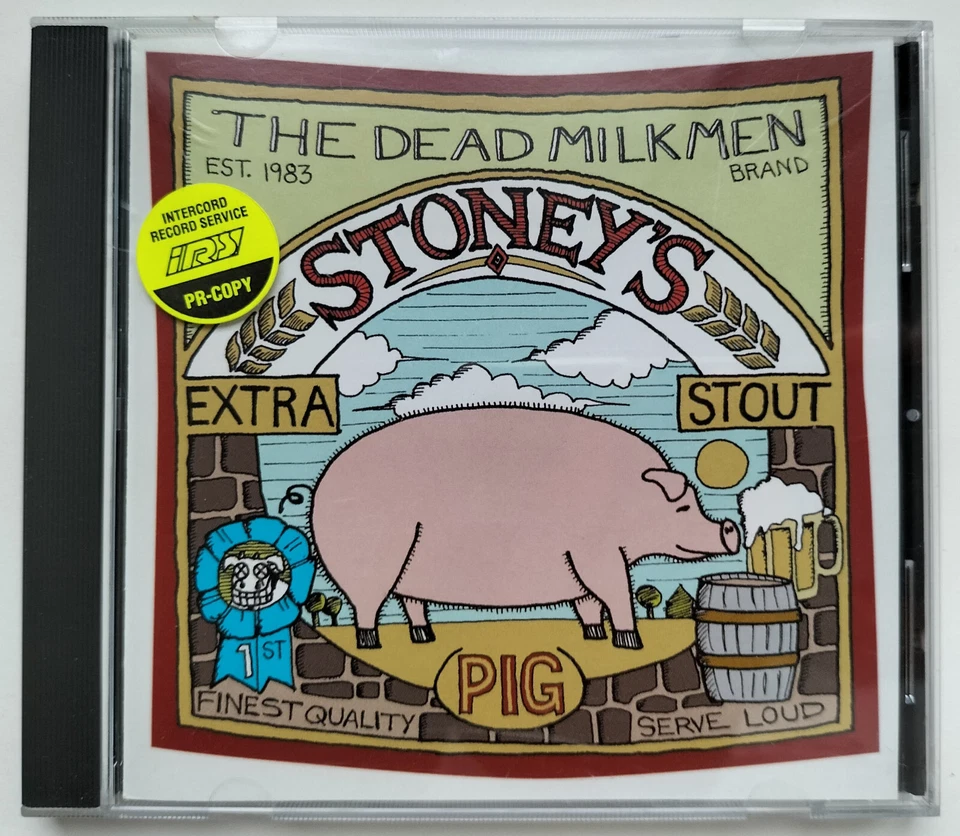 THE DEAD MILKMEN
EST. 1983
BRAND
INTERCORD
RECORD SERVICE
IRS
PR-COPY
STONEY'S
EXTRA
STOUT
1ST
PIG
FINEST QUALITY
SERVE LOUD